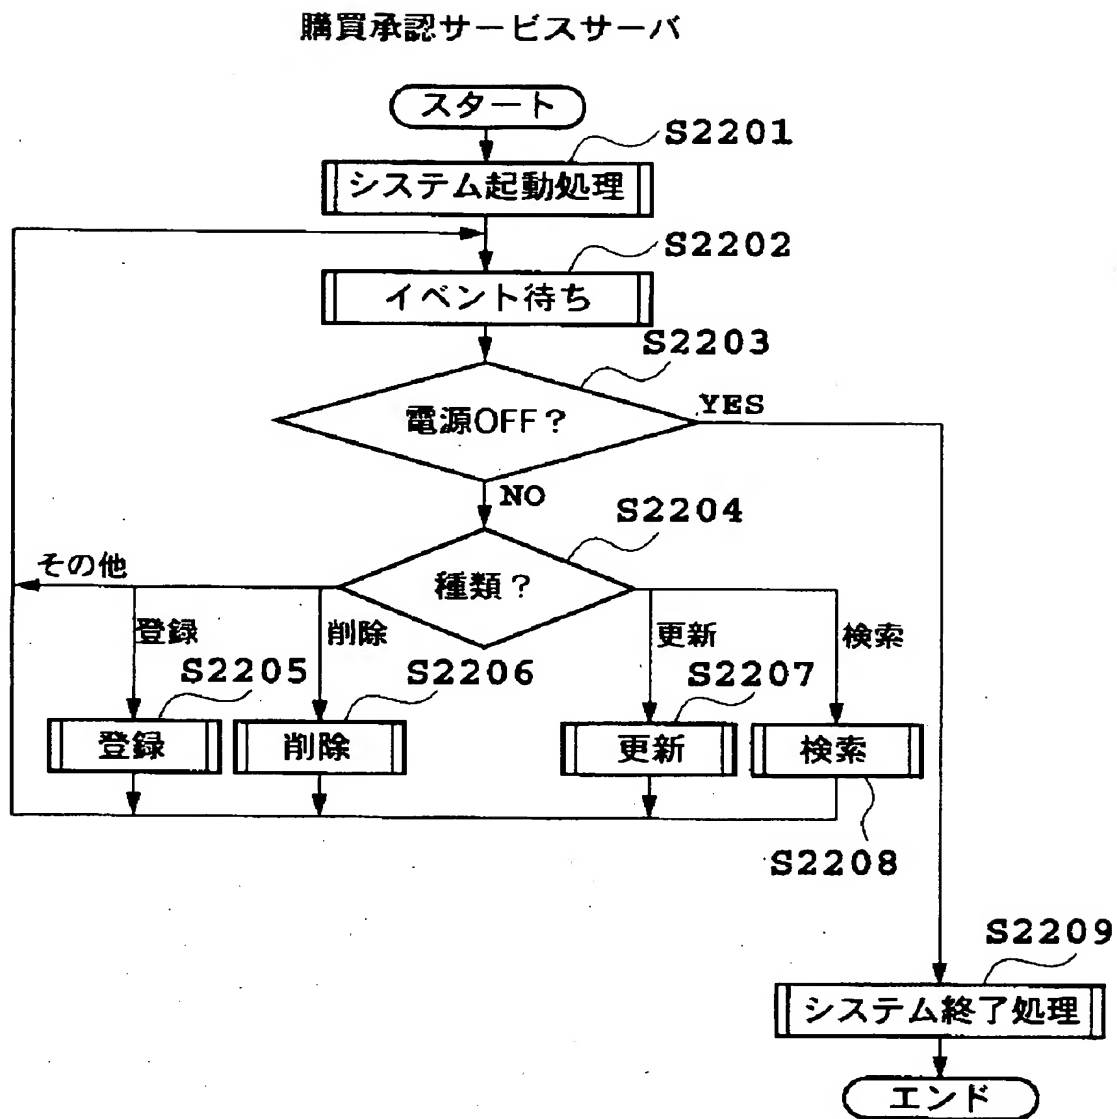 購買承認サービスサーバ
スタート
S2201
システム起動処理
S2202
イベント待ち
S2203
電源OFF?
YES
NO
S2204
種類?
その他
登録
削除
更新
検索
S2205
S2206
S2207
登録
削除
更新
検索
S2208
S2209
システム終了処理
エンド